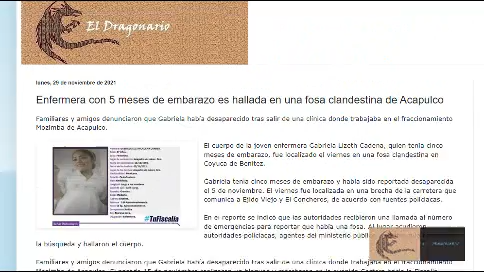 El Dragonario
lunes, 29 de noviembre de 2021
Enfermera con 5 meses de embarazo es hallada en una fosa clandestina de Acapulco
Familiares y amigos denunciaron que Gabriela había desaparecido tras salir de una clínica donde trabajaba en el fraccionamiento
Mozimba de Acapulco.
El cuerpo de la joven enfermera Gabriela Lizeth Cadena, quien tenía cinco
meses de embarazo, fue localizado el viernes en una fosa clandestina en
Coyuca de Benítez.
Gabriela tenía cinco meses de embarazo y había sido reportada desaparecida
el 5 de noviembre. El viernes fue localizada en una brecha de la carretera que
comunica a Ejido Viejo y El Concheros, de acuerdo con fuentes policiacas.
#TuFiscalía
En el reporte se indicó que las autoridades recibieron una llamada al número
de emergencias para reportar que había una fosa. Al lugar acudieron
autoridades policiacas, agentes del ministerio públi
la búsqueda y hallaron el cuerpo.
Familiares y amigos denunciaron que Gabriela había desaparecido tras salir de una clínica donde trabajaba en el fraccionamiento